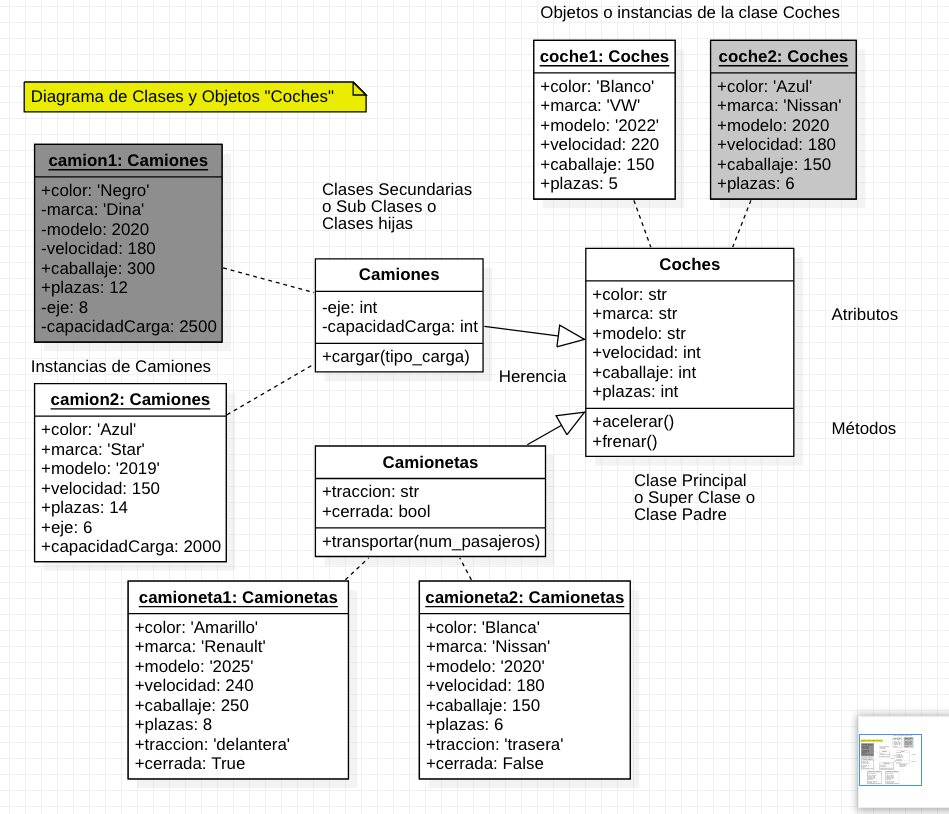 Objetos o instancias de la clase Coches
coche1: Coches
+color: 'Blanco'
+marca: 'VW'
+modelo: '2022'
+velocidad: 220
+caballaje: 150
+plazas: 5
coche2: Coches
+color: 'Azul'
+marca: 'Nissan'
+modelo: 2020
+velocidad: 180
+caballaje: 150
+plazas: 6
Diagrama de Clases y Objetos "Coches"
camion1: Camiones
+color: 'Negro'
-marca: 'Dina'
-modelo: 2020
-velocidad: 180
+caballaje: 300
+plazas: 12
-eje: 8
-capacidadCarga: 2500
Clases Secundarias
o Sub Clases o
Clases hijas
Camiones
-eje: int
-capacidadCarga: int
+cargar(tipo_carga)
Coches
+color: str
+marca: str
+modelo: str
+velocidad: int
+caballaje: int
+plazas: int
+acelerar()
+frenar()
Atributos
Métodos
Herencia
Instancias de Camiones
camion2: Camiones
+color: 'Azul'
+marca: 'Star'
+modelo: '2019'
+velocidad: 150
+plazas: 14
+eje: 6
+capacidadCarga: 2000
Camionetas
+traccion: str
+cerrada: bool
+transportar(num_pasajeros)
Clase Principal
o Super Clase o
Clase Padre
camioneta1: Camionetas
+color: 'Amarillo'
+marca: 'Renault'
+modelo: '2025'
+velocidad: 240
+caballaje: 250
+plazas: 8
+traccion: 'delantera'
+cerrada: True
camioneta2: Camionetas
+color: 'Blanca'
+marca: 'Nissan'
+modelo: '2020'
+velocidad: 180
+caballaje: 150
+plazas: 6
+traccion: 'trasera'
+cerrada: False